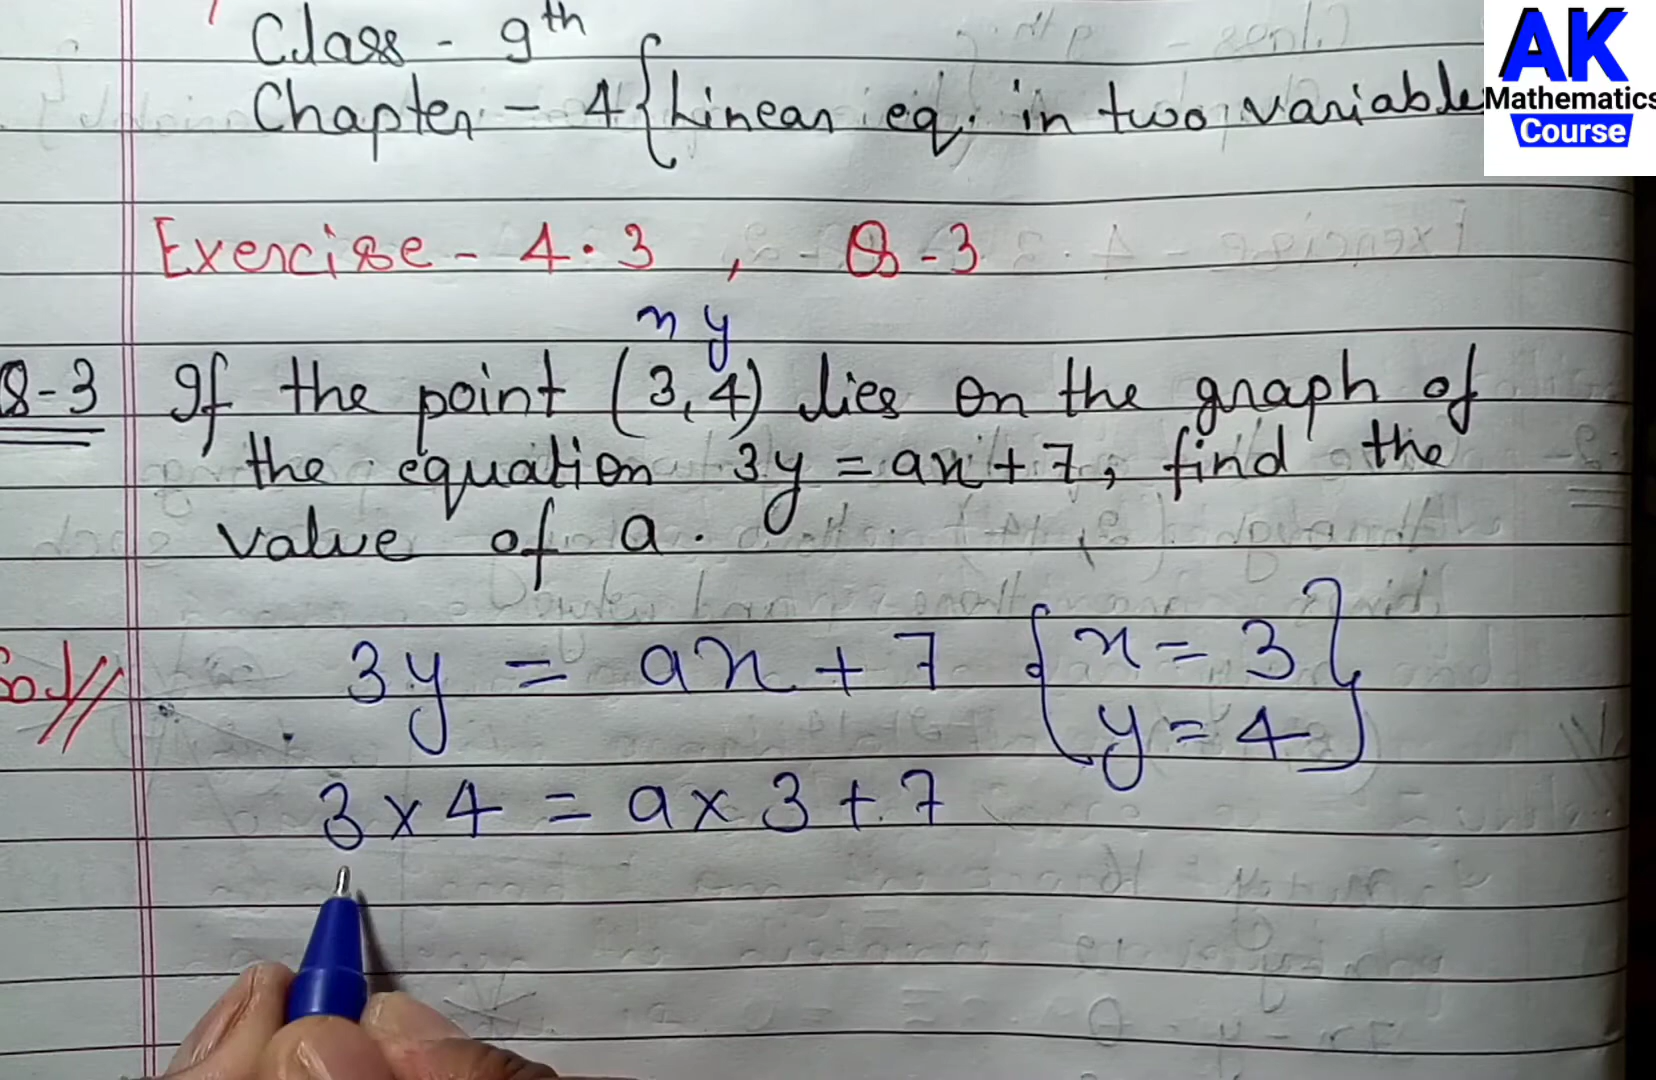 Class - 9th
Chapter - 4 { Linear eq. in two variable
AK
Mathematics
Course
Exercise - 4.3 , Q-3
x y
Q-3 If the point (3,4) lies on the graph of
the equation 3y = ax + 7, find the
value of a.
Sol// 3y = ax + 7 { x = 3 }
{ y = 4 }
3 x 4 = a x 3 + 7